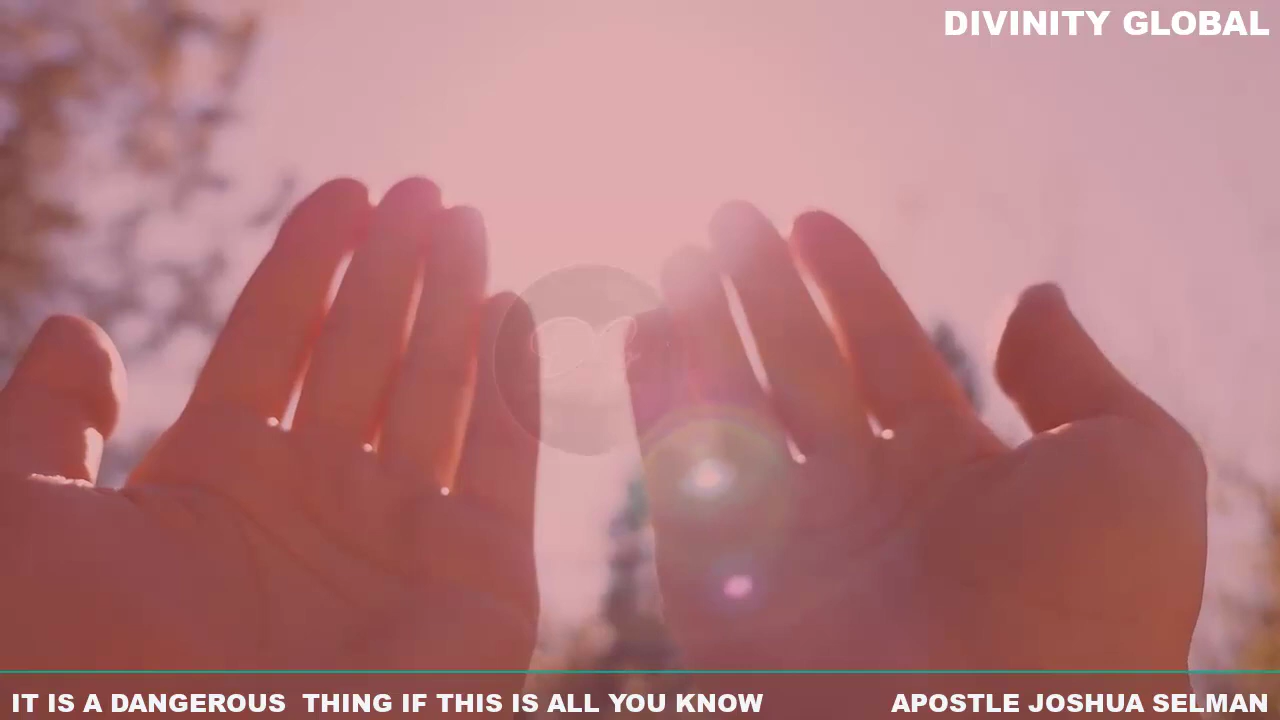 DIVINITY GLOBAL
IT IS A DANGEROUS  THING IF THIS IS ALL YOU KNOW
APOSTLE JOSHUA SELMAN